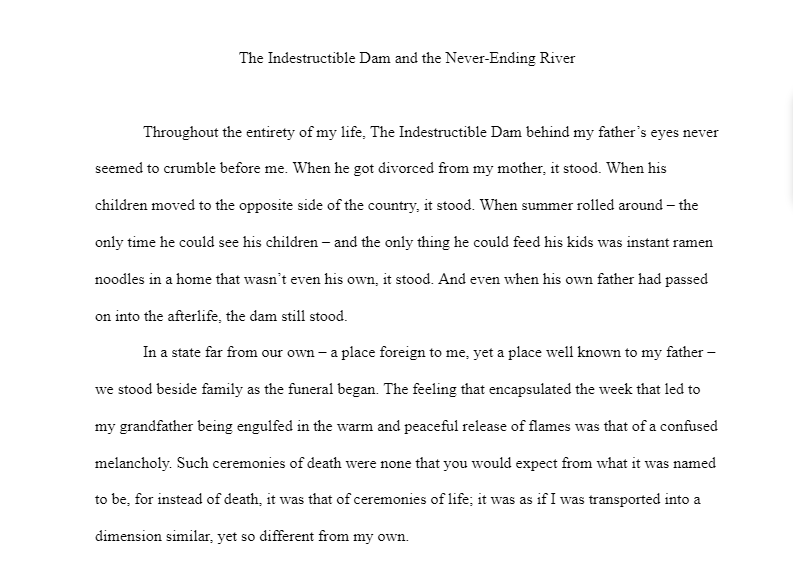 The Indestructible Dam and the Never-Ending River
Throughout the entirety of my life, The Indestructible Dam behind my father’s eyes never
seemed to crumble before me. When he got divorced from my mother, it stood. When his
children moved to the opposite side of the country, it stood. When summer rolled around – the
only time he could see his children – and the only thing he could feed his kids was instant ramen
noodles in a home that wasn’t even his own, it stood. And even when his own father had passed
on into the afterlife, the dam still stood.
In a state far from our own – a place foreign to me, yet a place well known to my father –
we stood beside family as the funeral began. The feeling that encapsulated the week that led to
my grandfather being engulfed in the warm and peaceful release of flames was that of a confused
melancholy. Such ceremonies of death were none that you would expect from what it was named
to be, for instead of death, it was that of ceremonies of life; it was as if I was transported into a
dimension similar, yet so different from my own.